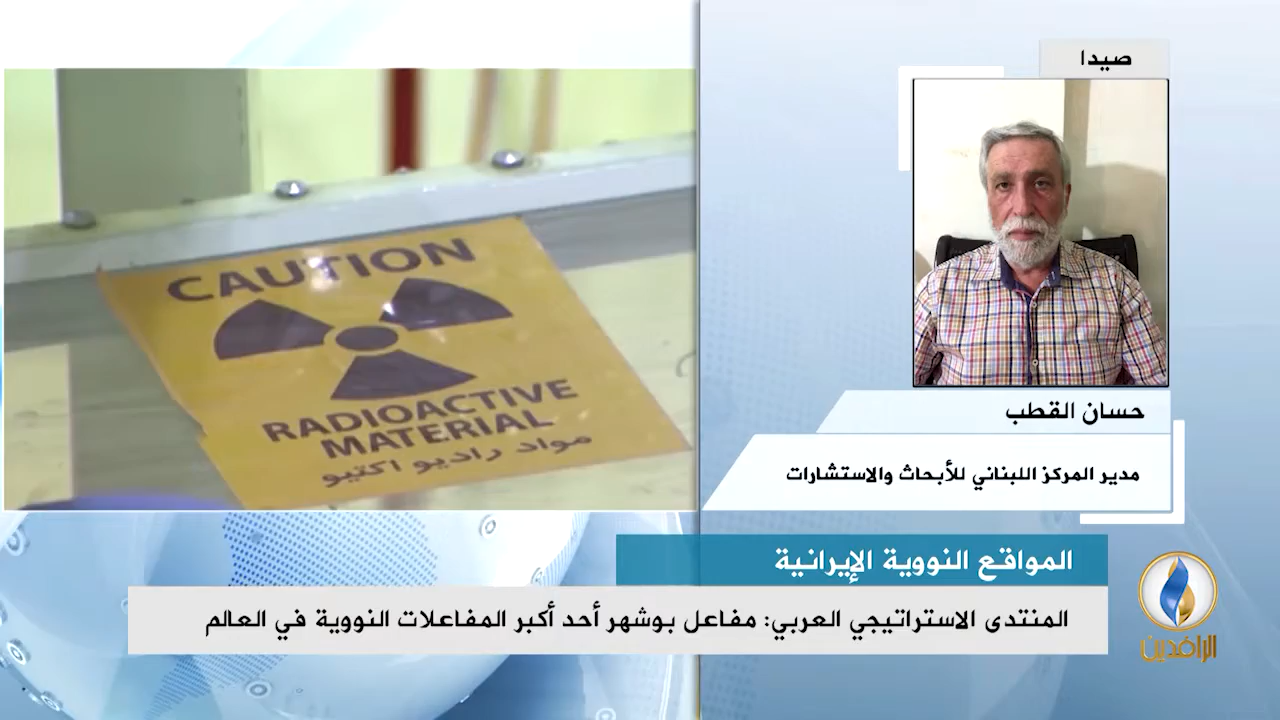 صيدا
CAUTION
RADIOACTIVE
MATERIAL
مواد راديو اكتيو
حسان القطب
مدير المركز اللبناني للأبحاث والاستشارات
المواقع النووية الإيرانية
المنتدى الاستراتيجي العربي: مفاعل بوشهر أحد أكبر المفاعلات النووية في العالم
الرافدين